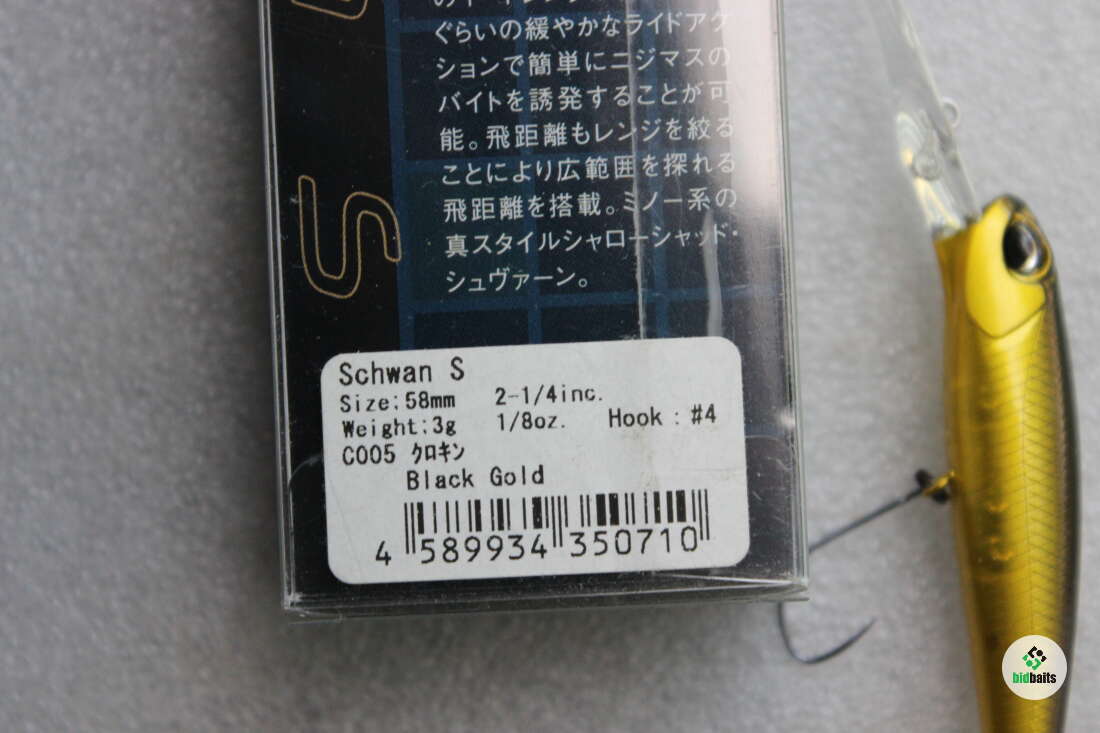 ぐらいの緩やかなライドアク
ションで簡単にニジマスの
バイトを誘発することが可
能。飛距離もレンジを絞る
ことにより広範囲を探れる
飛距離を搭載。ミノー系の
真スタイルシャローシャッド・
シュヴァーン。
S
Schwan S
Size:58mm 2-1/4inc.
Weight:3g 1/8oz. Hook : #4
C005 ｸﾛｷﾝ
Black Gold
4 589934 350710
bidbaits